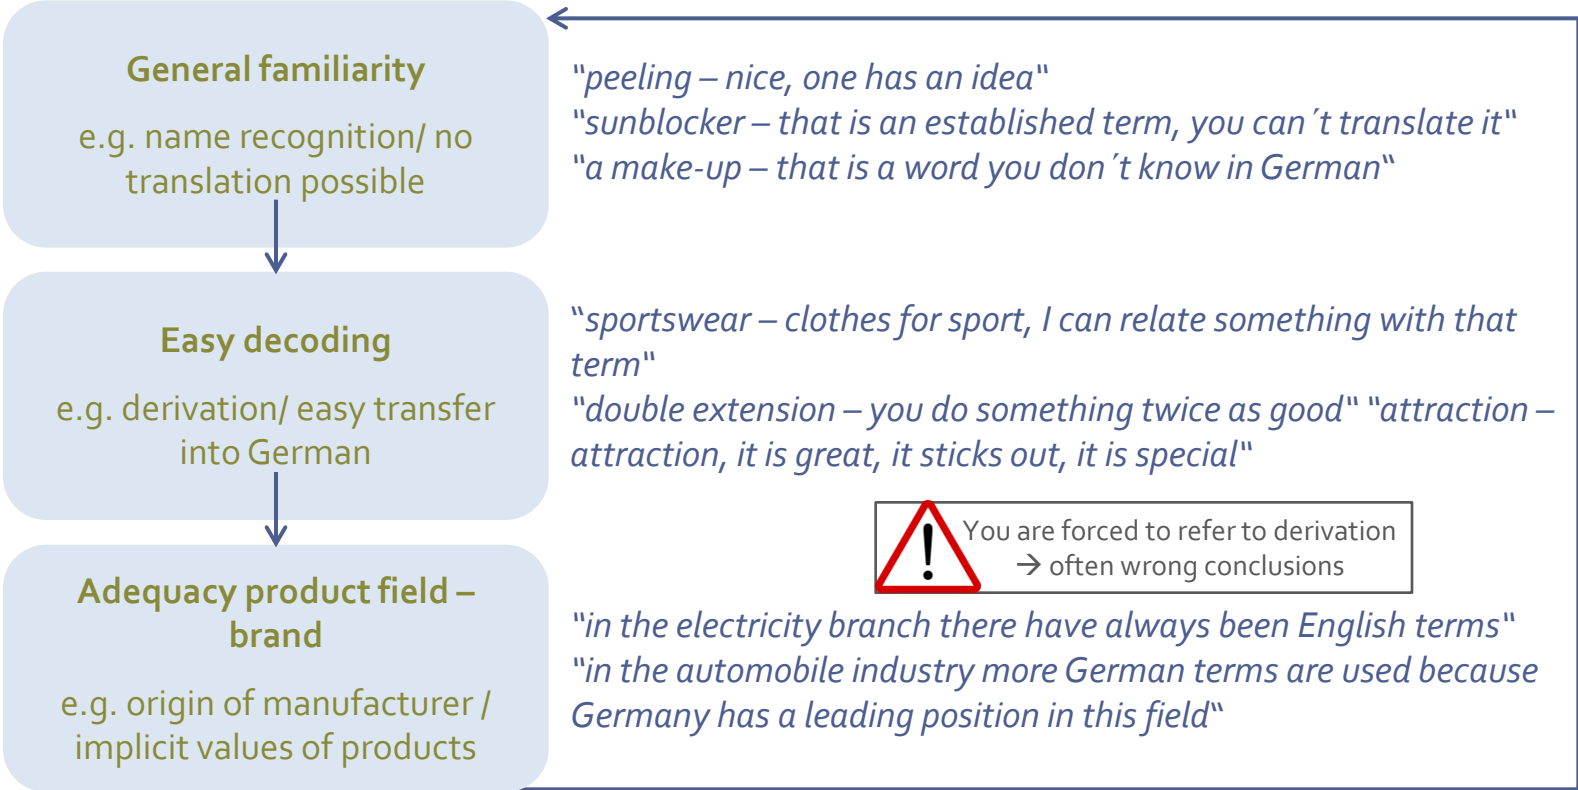 General familiarity
e.g. name recognition/ no
translation possible
“peeling – nice, one has an idea“
“sunblocker – that is an established term, you can´t translate it“
“a make-up – that is a word you don´t know in German“
Easy decoding
e.g. derivation/ easy transfer
into German
“sportswear – clothes for sport, I can relate something with that
term“
“double extension – you do something twice as good“ “attraction –
attraction, it is great, it sticks out, it is special“
You are forced to refer to derivation
→ often wrong conclusions
Adequacy product field –
brand
e.g. origin of manufacturer /
implicit values of products
“in the electricity branch there have always been English terms“
“in the automobile industry more German terms are used because
Germany has a leading position in this field“